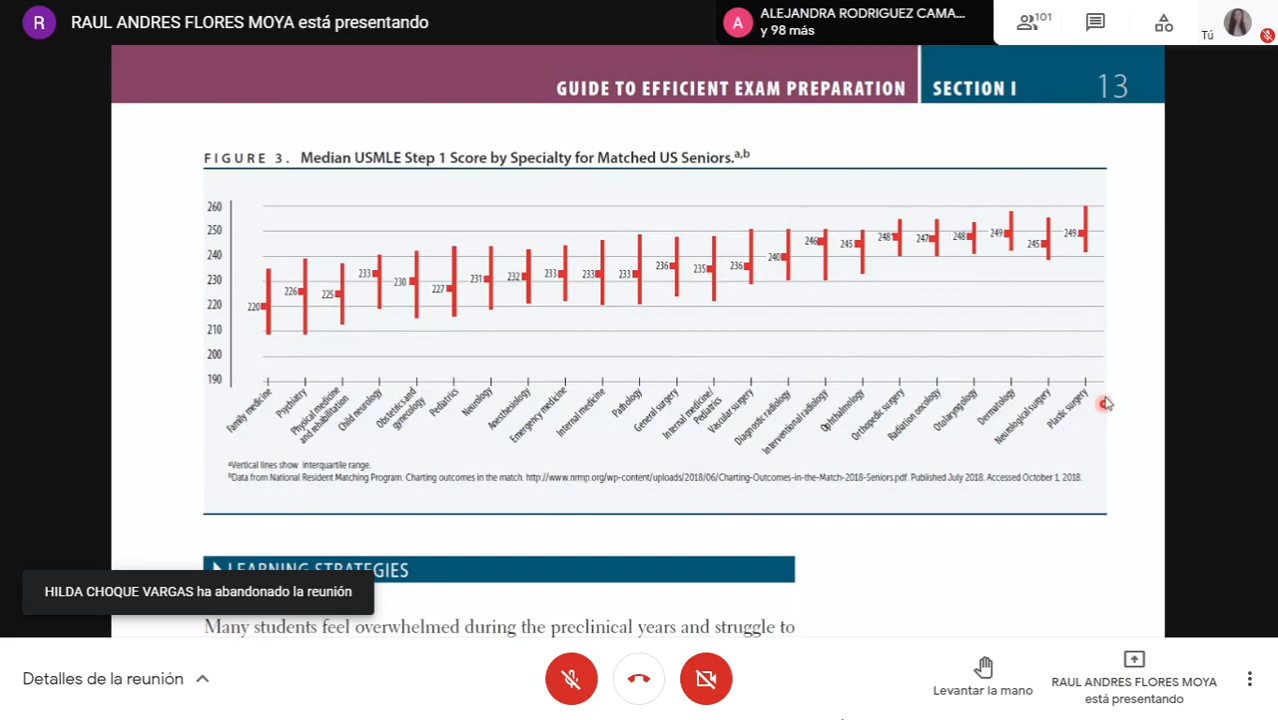 R RAUL ANDRES FLORES MOYA está presentando
A ALEJANDRA RODRIGUEZ CAMA...
y 98 más
101
Tú
GUIDE TO EFFICIENT EXAM PREPARATION SECTION I 13
FIGURE 3. Median USMLE Step 1 Score by Specialty for Matched US Seniors.a,b
260
250
240
230
220
210
200
190
220
226
225
233
230
227
231
232
233
233
233
236
235
236
240
246
245
248
247
248
249
245
249
Family medicine
Psychiatry
Physical medicine
and rehabilitation
Child neurology
Obstetrics and
gynecology
Pediatrics
Neurology
Anesthesiology
Emergency medicine
Internal medicine
Pathology
General surgery
Internal medicine/
Pediatrics
Vascular surgery
Diagnostic radiology
Interventional radiology
Ophthalmology
Orthopedic surgery
Radiation oncology
Otolaryngology
Dermatology
Neurological surgery
Plastic surgery
aVertical lines show interquartile range.
bData from National Resident Matching Program. Charting outcomes in the match. http://www.nrmp.org/wp-content/uploads/2018/06/Charting-Outcomes-in-the-Match-2018-Seniors.pdf. Published July 2018. Accessed October 1, 2018.
LEARNING STRATEGIES
HILDA CHOQUE VARGAS ha abandonado la reunión
Many students feel overwhelmed during the preclinical years and struggle to
Detalles de la reunión
Levantar la mano
RAUL ANDRES FLORES MOYA
está presentando